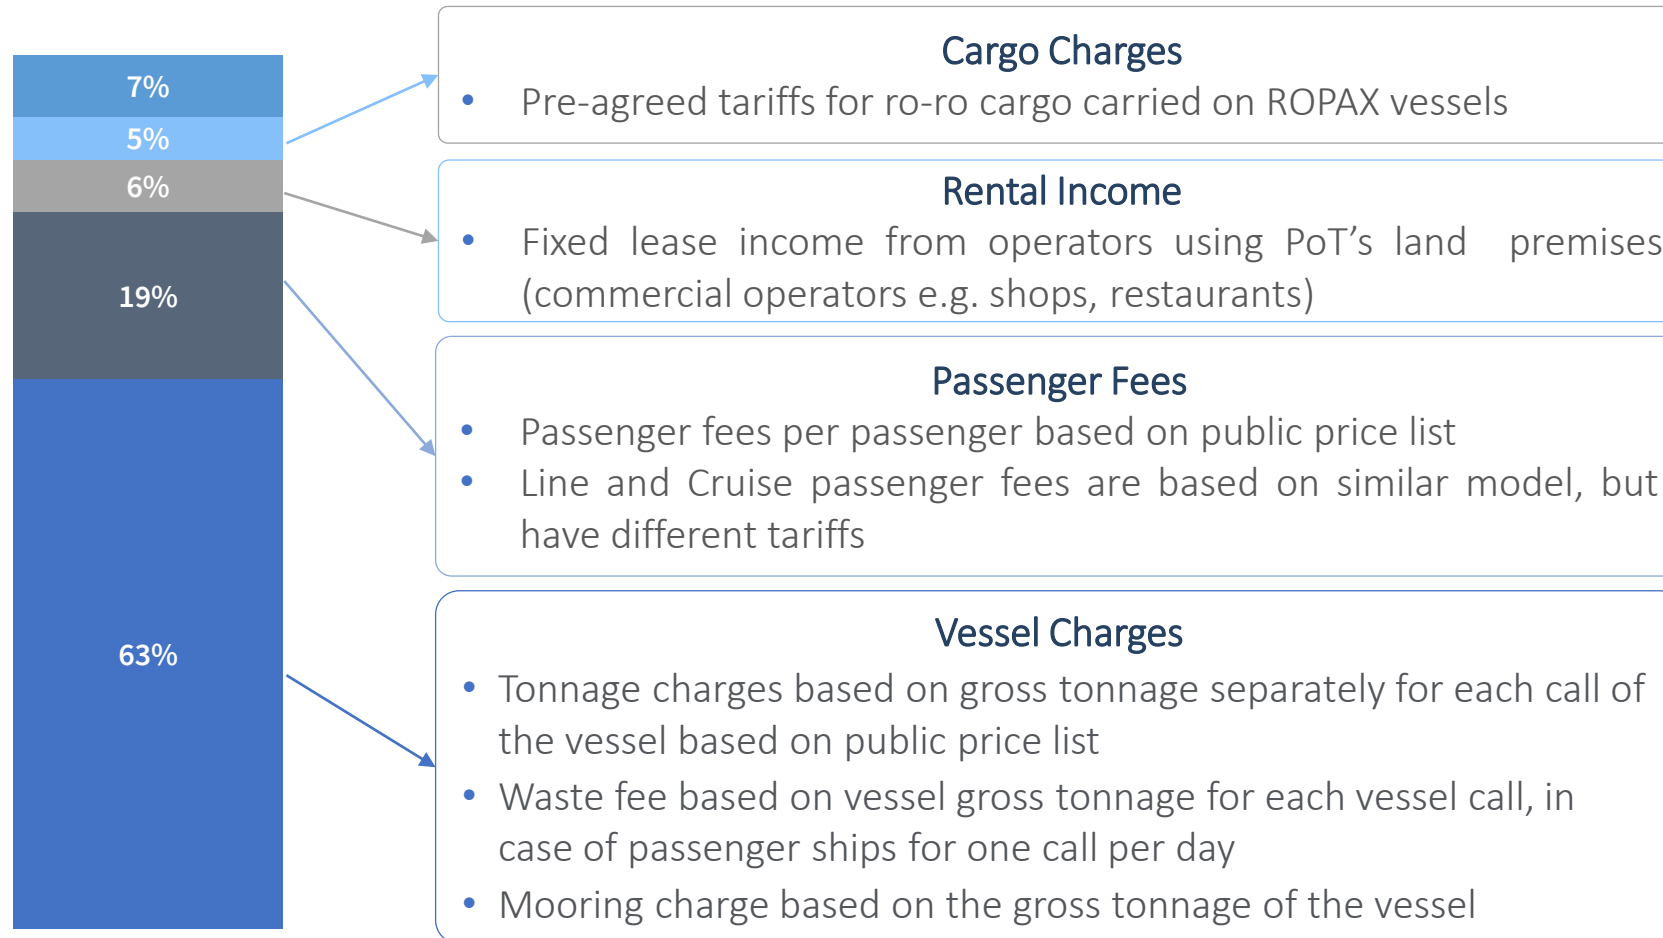 7%
5%
6%
19%
63%
Cargo Charges
• Pre-agreed tariffs for ro-ro cargo carried on ROPAX vessels
Rental Income
• Fixed lease income from operators using PoT’s land premises
(commercial operators e.g. shops, restaurants)
Passenger Fees
• Passenger fees per passenger based on public price list
• Line and Cruise passenger fees are based on similar model, but
have different tariffs
Vessel Charges
• Tonnage charges based on gross tonnage separately for each call of
the vessel based on public price list
• Waste fee based on vessel gross tonnage for each vessel call, in
case of passenger ships for one call per day
• Mooring charge based on the gross tonnage of the vessel